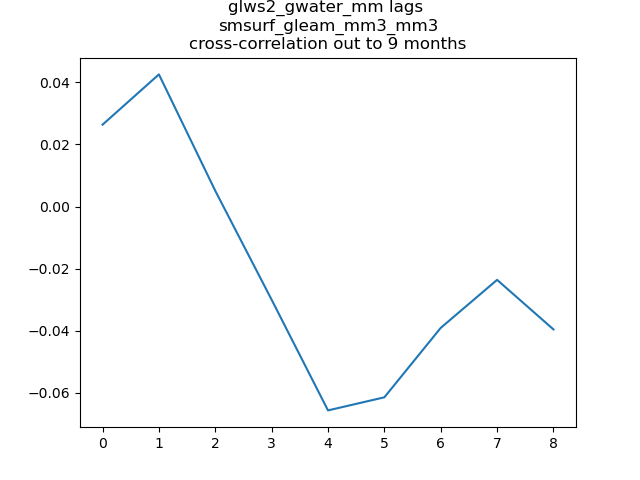 glws2_gwater_mm lags
smsurf_gleam_mm3_mm3
cross-correlation out to 9 months
0.04
0.02
0.00
−0.02
−0.04
−0.06
0 1 2 3 4 5 6 7 8